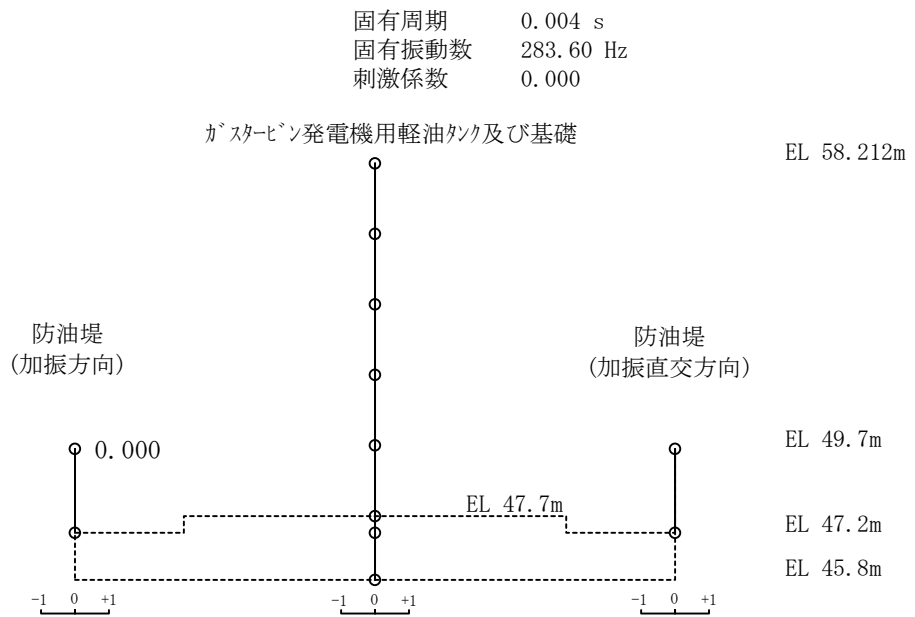 固有周期 0.004 s
固有振動数 283.60 Hz
刺激係数 0.000
ｶﾞｽﾀｰﾋﾞﾝ発電機用軽油ﾀﾝｸ及び基礎
EL 58.212m
防油堤
(加振方向)
防油堤
(加振直交方向)
0.000
EL 49.7m
EL 47.7m
EL 47.2m
EL 45.8m
-1 0 +1
-1 0 +1
-1 0 +1